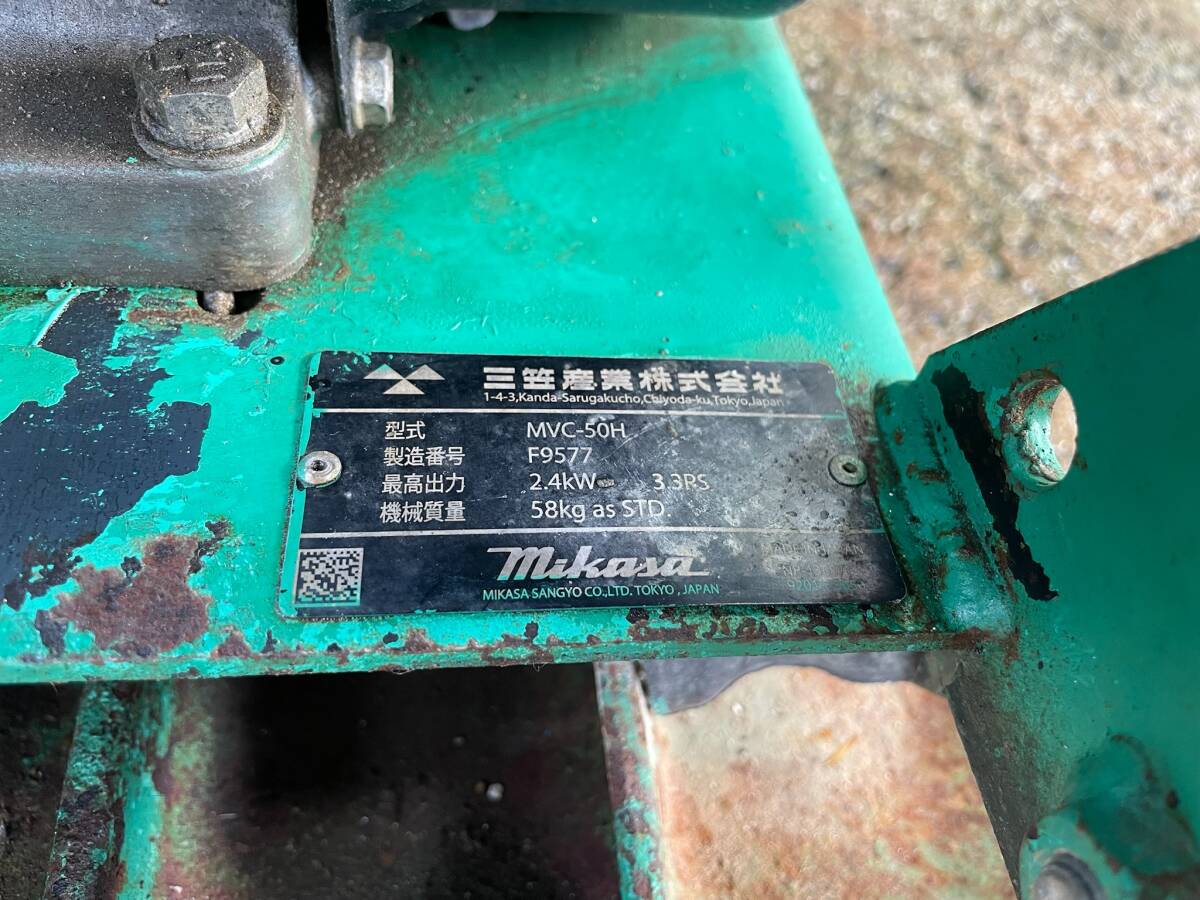 三笠産業株式会社
1-4-3,Kanda-Sarugakucho,Chiyoda-ku,Tokyo,Japan
型式 MVC-50H
製造番号 F9577
最高出力 2.4kW 3.3PS
機械質量 58kg as STD.
Mikasa
MIKASA SANGYO CO.,LTD. TOKYO , JAPAN